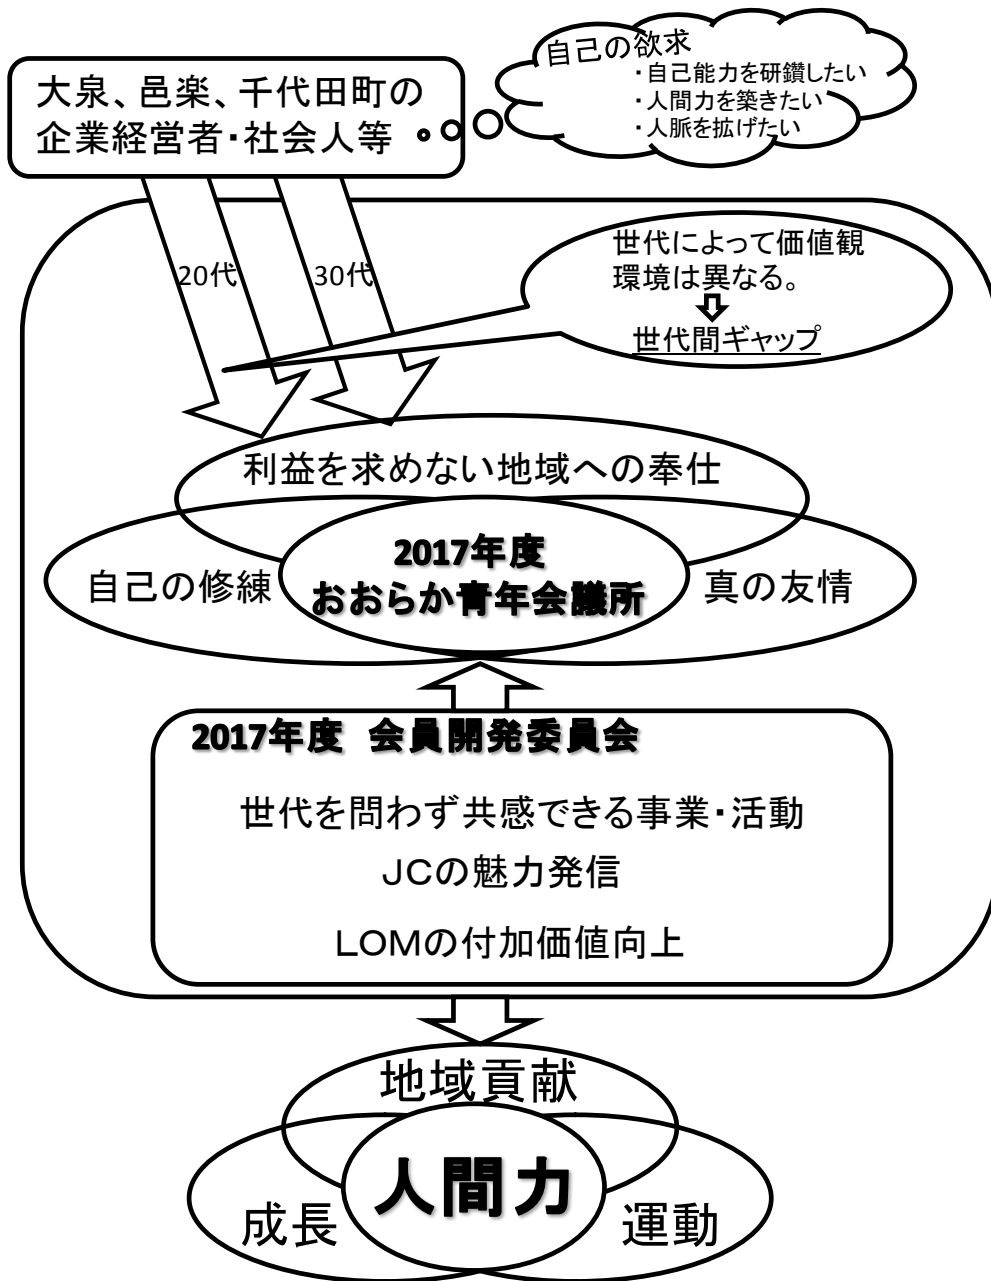 自己の欲求
・自己能力を研鑽したい
・人間力を築きたい
・人脈を拡げたい
大泉、邑楽、千代田町の
企業経営者・社会人等
世代によって価値観
環境は異なる。
世代間ギャップ
20代
30代
利益を求めない地域への奉仕
2017年度
おおらか青年会議所
自己の修練
真の友情
2017年度 会員開発委員会
世代を問わず共感できる事業・活動
JCの魅力発信
LOMの付加価値向上
地域貢献
人間力
成長
運動